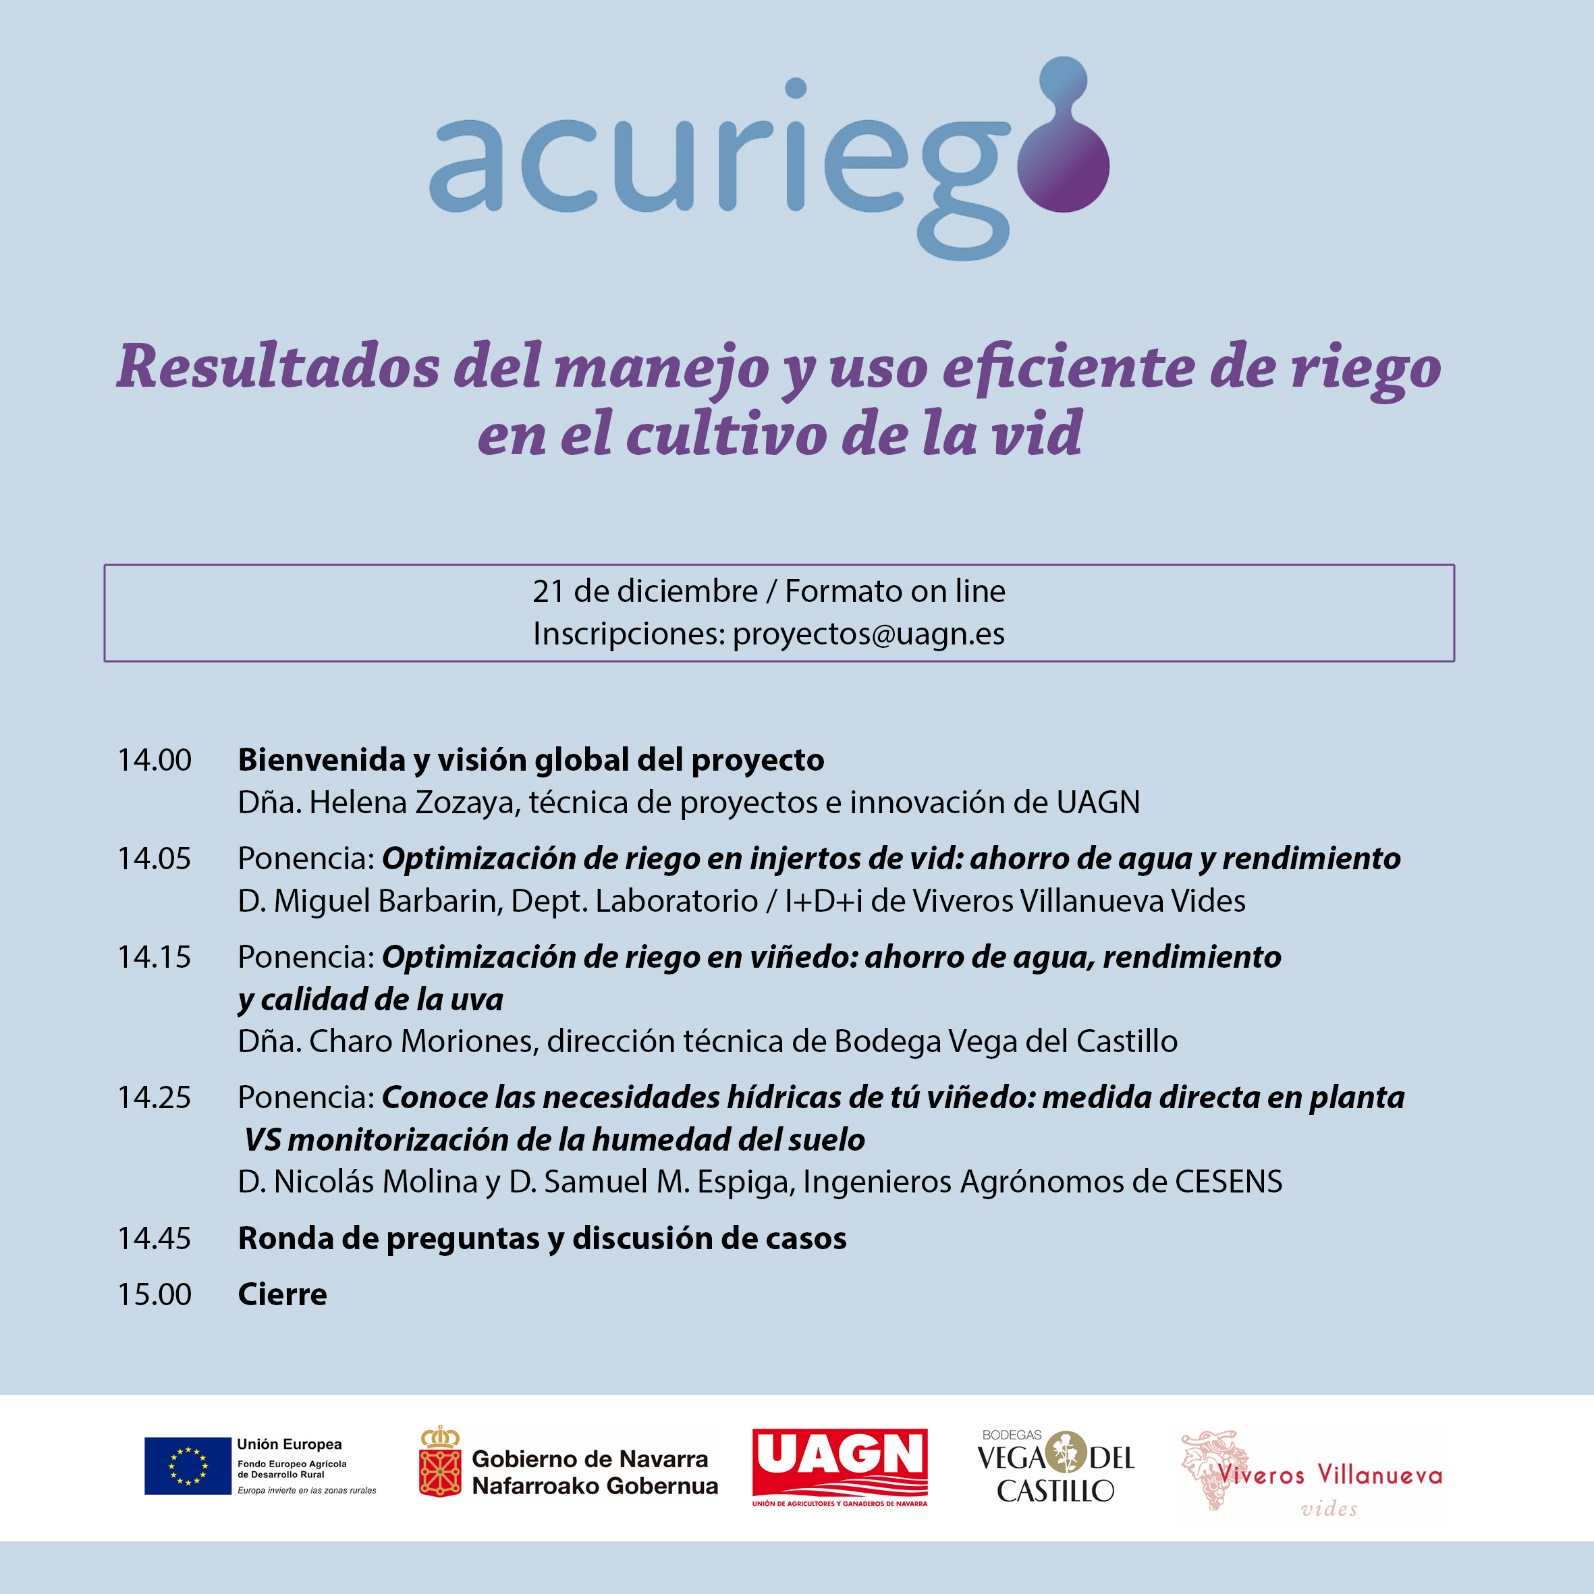 acuriego
Resultados del manejo y uso eficiente de riego
en el cultivo de la vid
21 de diciembre / Formato on line
Inscripciones: proyectos@uagn.es
14.00 Bienvenida y visión global del proyecto
Dña. Helena Zozaya, técnica de proyectos e innovación de UAGN
14.05 Ponencia: Optimización de riego en injertos de vid: ahorro de agua y rendimiento
D. Miguel Barbarin, Dept. Laboratorio / I+D+i de Viveros Villanueva Vides
14.15 Ponencia: Optimización de riego en viñedo: ahorro de agua, rendimiento
y calidad de la uva
Dña. Charo Moriones, dirección técnica de Bodega Vega del Castillo
14.25 Ponencia: Conoce las necesidades hídricas de tú viñedo: medida directa en planta
VS monitorización de la humedad del suelo
D. Nicolás Molina y D. Samuel M. Espiga, Ingenieros Agrónomos de CESENS
14.45 Ronda de preguntas y discusión de casos
15.00 Cierre
Unión Europea
Fondo Europeo Agrícola
de Desarrollo Rural
Europa invierte en las zonas rurales
Gobierno de Navarra
Nafarroako Gobernua
UAGN
UNIÓN DE AGRICULTORES Y GANADEROS DE NAVARRA
BODEGAS
VEGA DEL
CASTILLO
Viveros Villanueva
vides